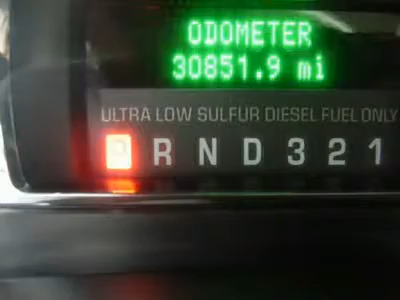 ODOMETER
30851.9 mi
ULTRA LOW SULFUR DIESEL FUEL ONLY
P R N D 3 2 1